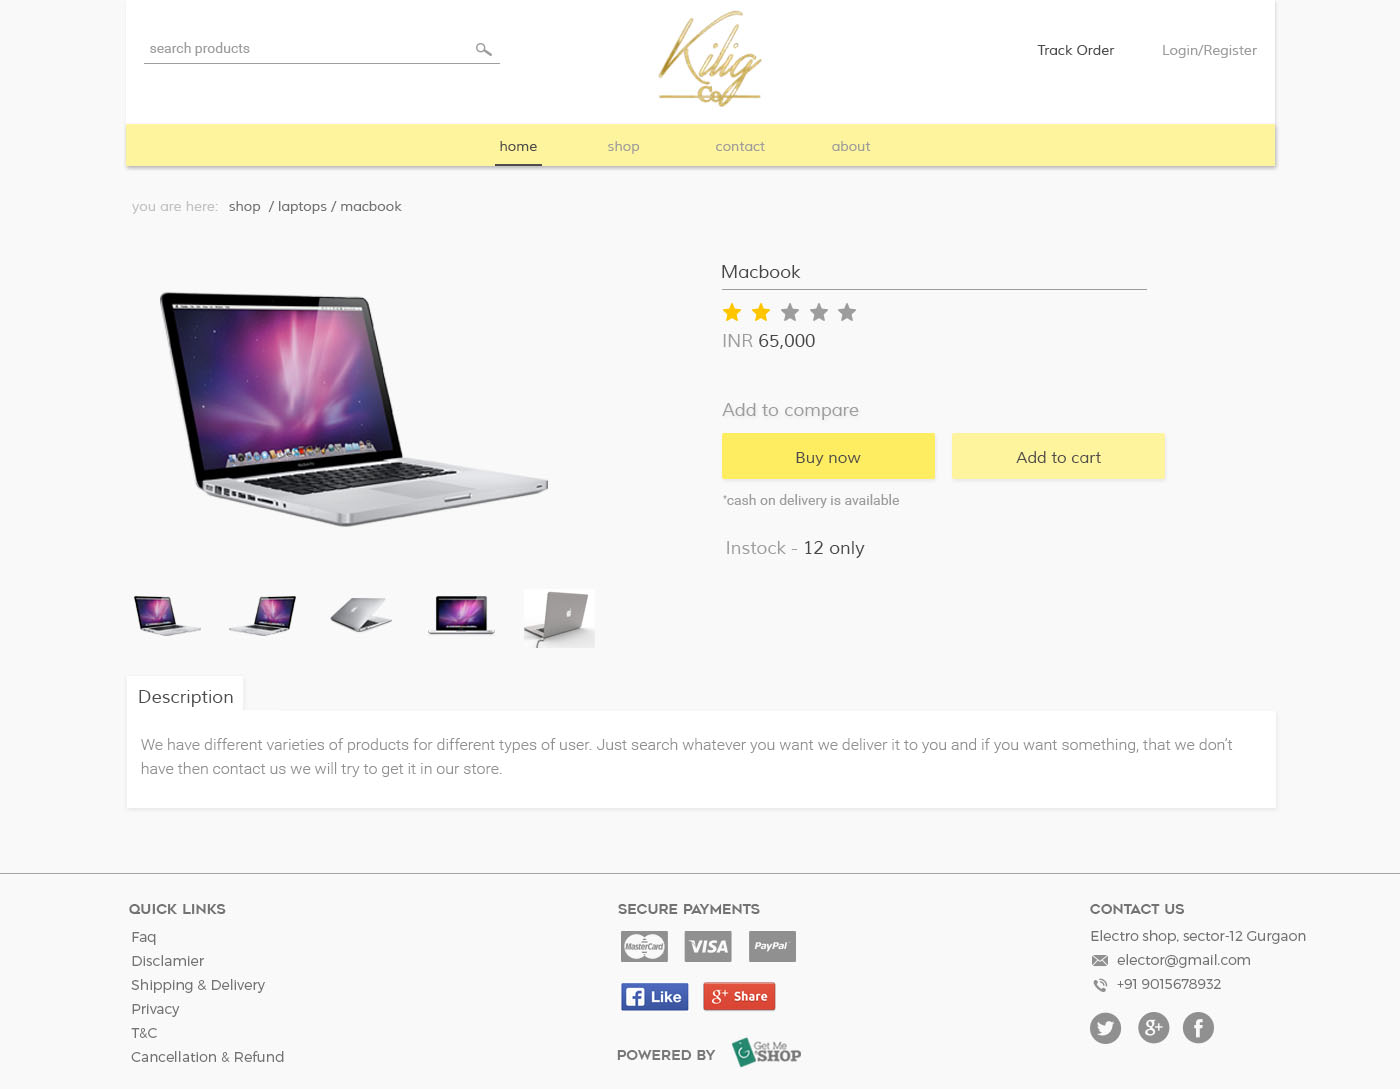 search products
Kilig
Co
Track Order
Login/Register
home
shop
contact
about
you are here: shop / laptops / macbook
Macbook
INR 65,000
Add to compare
Buy now
Add to cart
*cash on delivery is available
Instock - 12 only
Description
We have different varieties of products for different types of user. Just search whatever you want we deliver it to you and if you want something, that we don't
have then contact us we will try to get it in our store.
QUICK LINKS
Faq
Disclamier
Shipping & Delivery
Privacy
T&C
Cancellation & Refund
SECURE PAYMENTS
MasterCard
VISA
PayPal
f Like
g+ Share
POWERED BY
G Get Me
SHOP
CONTACT US
Electro shop, sector-12 Gurgaon
elector@gmail.com
+91 9015678932
g+
f